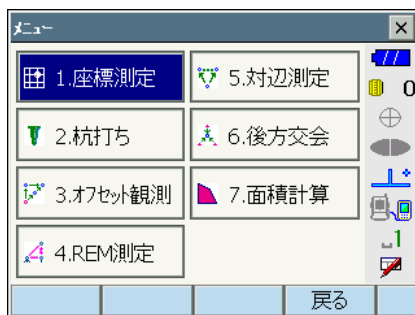 ﾒﾆｭｰ
1.座標測定
5.対辺測定
0
2.杭打ち
6.後方交会
3.ｵﾌｾｯﾄ観測
7.面積計算
4.REM測定
1
戻る